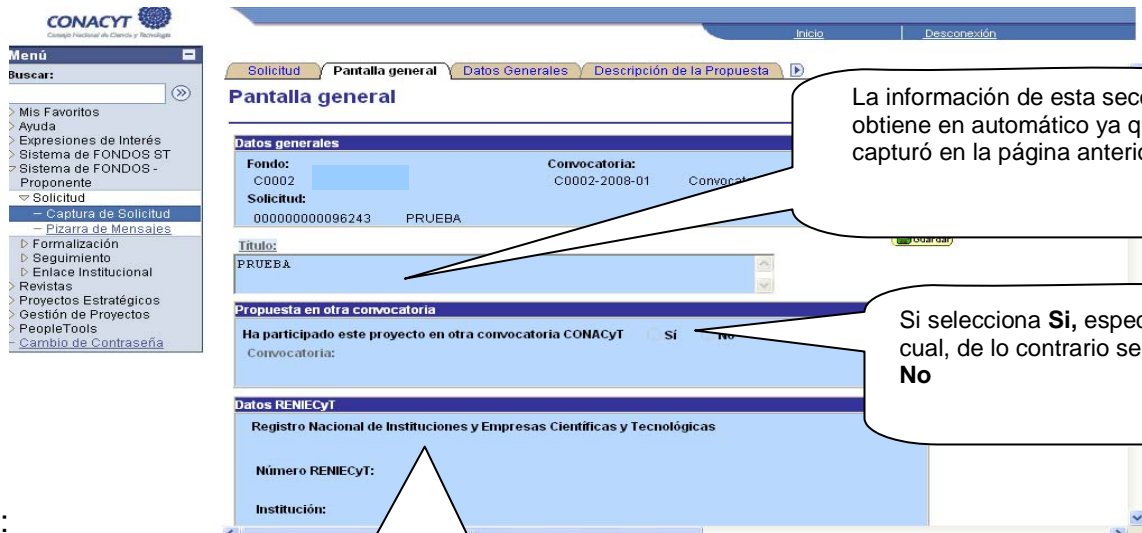 CONACYT
Consejo Nacional de Ciencia y Tecnología
Inicio
Desconexión
Menú
Buscar:
Mis Favoritos
Ayuda
Expresiones de Interés
Sistema de FONDOS ST
Sistema de FONDOS -
Proponente
Solicitud
– Captura de Solicitud
– Pizarra de Mensajes
Formalización
Seguimiento
Enlace Institucional
Revistas
Proyectos Estratégicos
Gestión de Proyectos
PeopleTools
– Cambio de Contraseña
Solicitud
Pantalla general
Datos Generales
Descripción de la Propuesta
Pantalla general
Datos generales
Fondo:
Convocatoria:
C0002
C0002-2008-01
Solicitud:
000000000096243 PRUEBA
Título:
Guardar
PRUEBA
La información de esta
obtiene en automático ya
capturó en la página
Propuesta en otra convocatoria
Ha participado este proyecto en otra convocatoria CONACyT
Sí
No
Convocatoria:
Si selecciona Si,
cual, de lo contrario
No
Datos RENIECyT
Registro Nacional de Instituciones y Empresas Científicas y Tecnológicas
Número RENIECyT:
Institución:
: